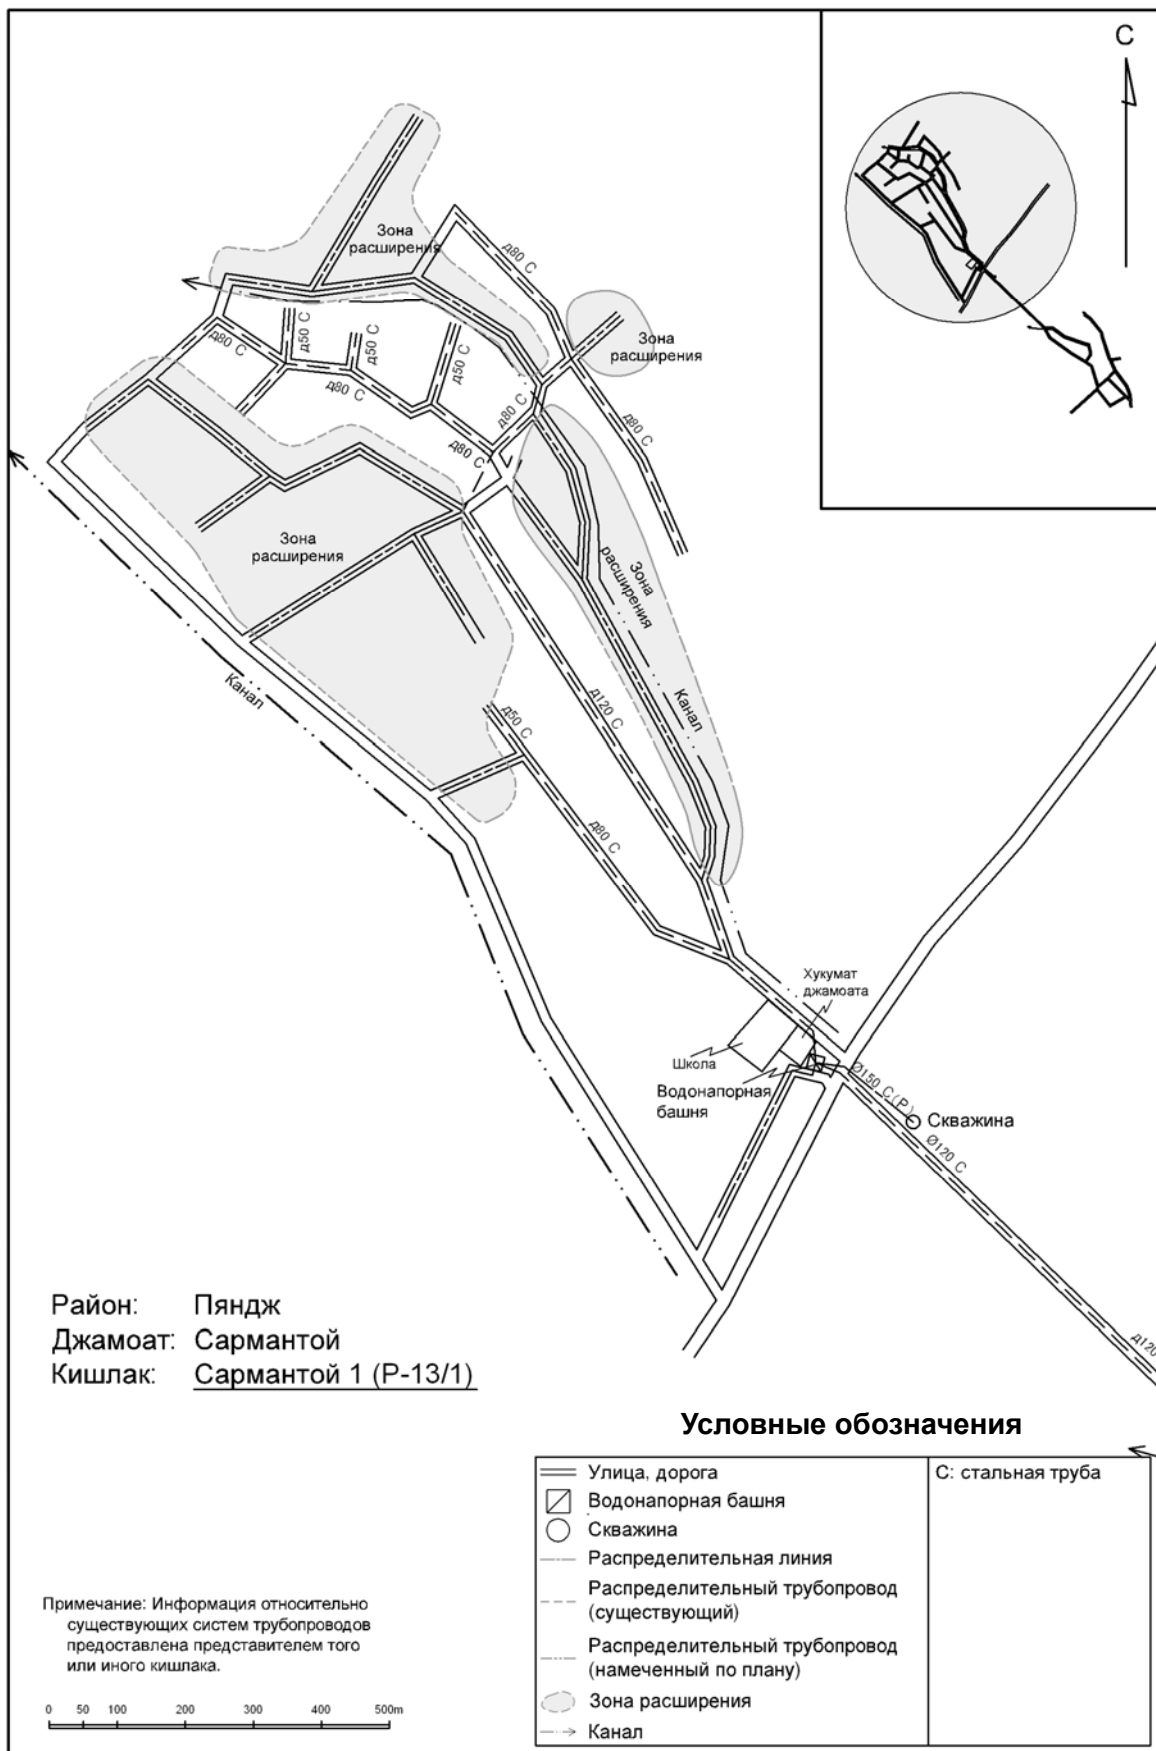 С
Зона
расширения
д80 С
Зона
расширения
д80 С
д50 С
д50 С
д50 С
д80 С
д80 С
д80 С
д80 С
Зона
расширения
Зона
расширения
Канал
Канал
д120 С
д50 С
д80 С
Хукумат
джамоата
Школа
Водонапорная
башня
Ø150 С(Р)
Скважина
Ø120 С
д120
Район: Пяндж
Джамоат: Сармантой
Кишлак: Сармантой 1 (Р-13/1)
Условные обозначения
Улица, дорога
Водонапорная башня
Скважина
Распределительная линия
Распределительный трубопровод
(существующий)
Распределительный трубопровод
(намеченный по плану)
Зона расширения
Канал
С: стальная труба
Примечание: Информация относительно
существующих систем трубопроводов
предоставлена представителем того
или иного кишлака.
0 50 100 200 300 400 500m